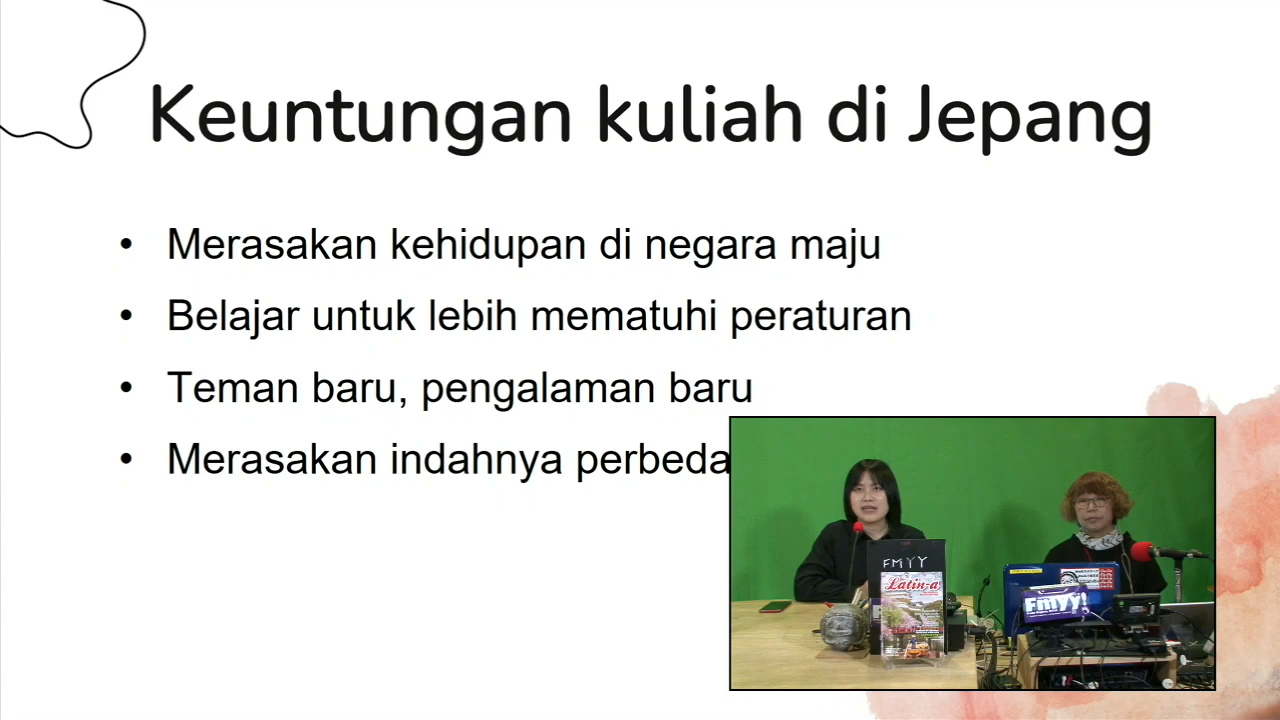 Keuntungan kuliah di Jepang
• Merasakan kehidupan di negara maju
• Belajar untuk lebih mematuhi peraturan
• Teman baru, pengalaman baru
• Merasakan indahnya perbeda
FMYY
Latin-a
Fmyy!